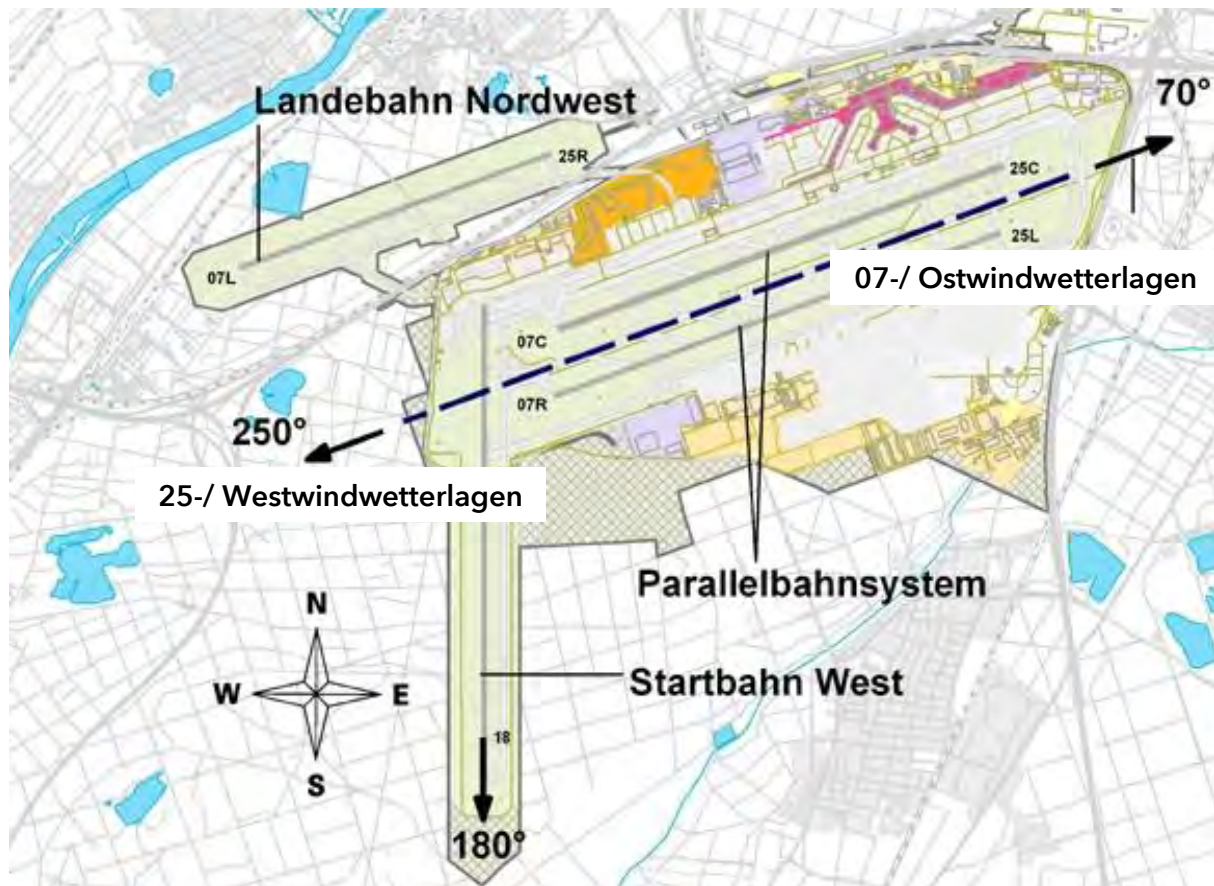 Landebahn Nordwest
70°
25R
25C
25L
07L
07-/ Ostwindwetterlagen
07C
07R
250°
25-/ Westwindwetterlagen
Parallelbahnsystem
N
W
E
S
Startbahn West
18
180°